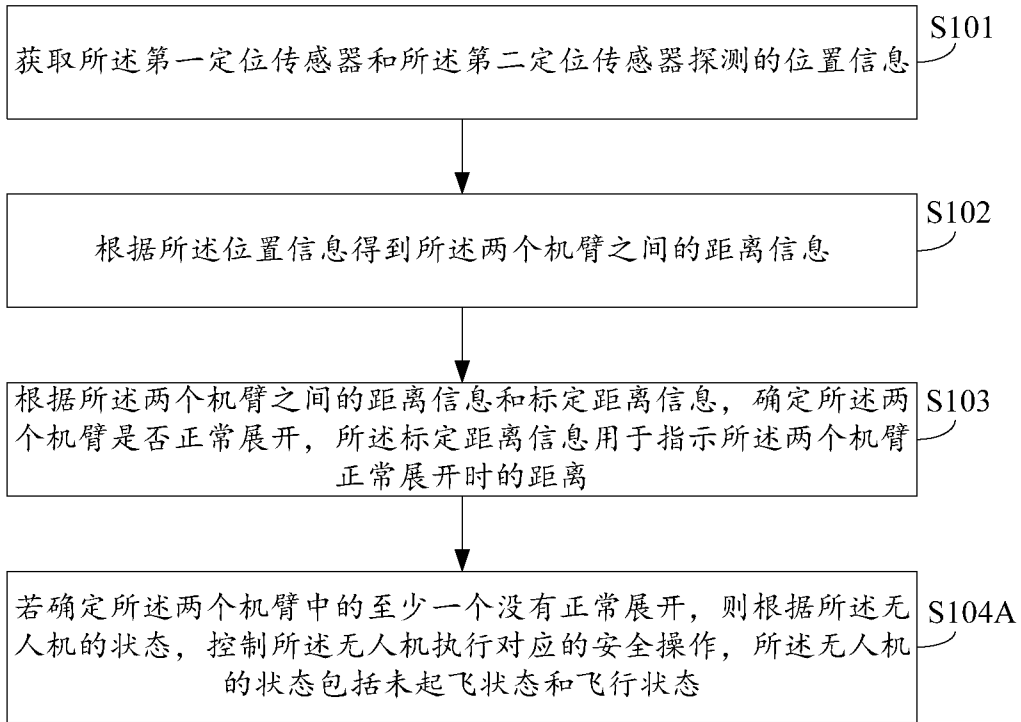 S101
获取所述第一定位传感器和所述第二定位传感器探测的位置信息
S102
根据所述位置信息得到所述两个机臂之间的距离信息
S103
根据所述两个机臂之间的距离信息和标定距离信息，确定所述两
个机臂是否正常展开，所述标定距离信息用于指示所述两个机臂
正常展开时的距离
S104A
若确定所述两个机臂中的至少一个没有正常展开，则根据所述无
人机的状态，控制所述无人机执行对应的安全操作，所述无人机
的状态包括未起飞状态和飞行状态